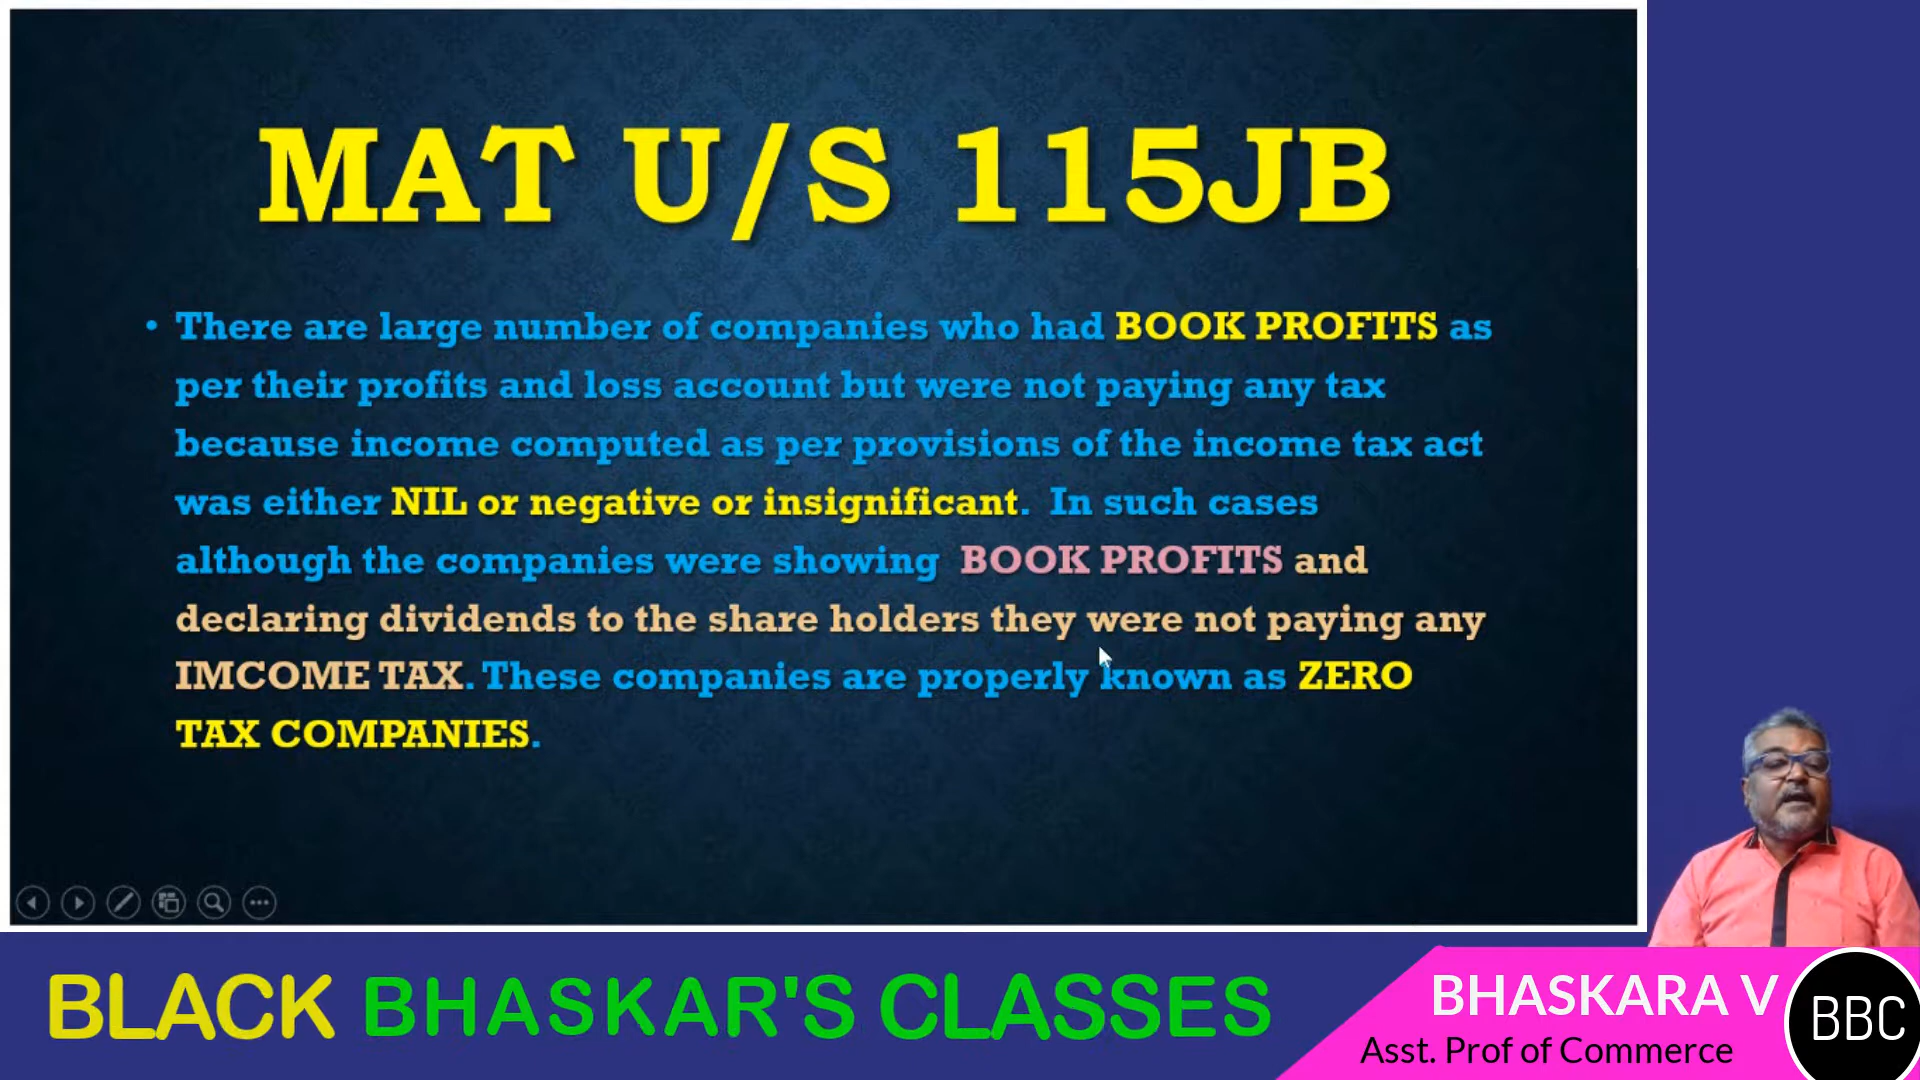 MAT U/S 115JB
• There are large number of companies who had BOOK PROFITS as
per their profits and loss account but were not paying any tax
because income computed as per provisions of the income tax act
was either NIL or negative or insignificant. In such cases
although the companies were showing BOOK PROFITS and
declaring dividends to the share holders they were not paying any
IMCOME TAX. These companies are properly known as ZERO
TAX COMPANIES.
BLACK BHASKAR'S CLASSES
BHASKARA V
Asst. Prof of Commerce
BBC